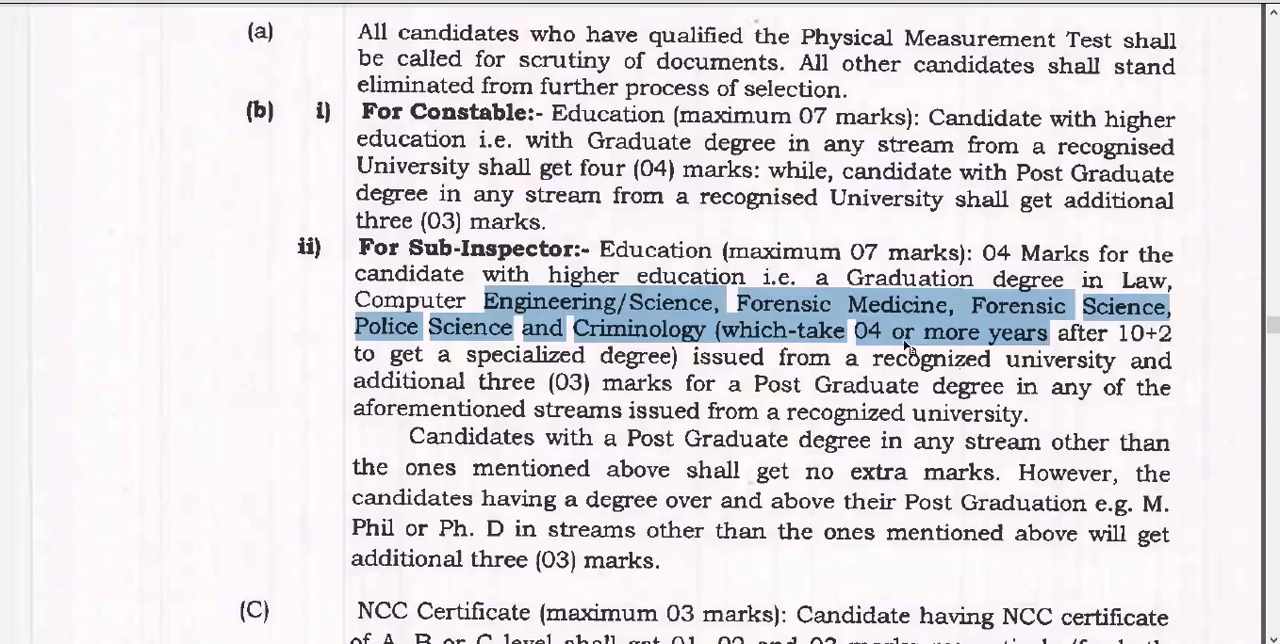 (a) All candidates who have qualified the Physical Measurement Test shall
be called for scrutiny of documents. All other candidates shall stand
eliminated from further process of selection.
(b) i) For Constable:- Education (maximum 07 marks): Candidate with higher
education i.e. with Graduate degree in any stream from a recognised
University shall get four (04) marks: while, candidate with Post Graduate
degree in any stream from a recognised University shall get additional
three (03) marks.
ii) For Sub-Inspector:- Education (maximum 07 marks): 04 Marks for the
candidate with higher education i.e. a Graduation degree in Law,
Computer Engineering/Science, Forensic Medicine, Forensic Science,
Police Science and Criminology (which-take 04 or more years after 10+2
to get a specialized degree) issued from a recognized university and
additional three (03) marks for a Post Graduate degree in any of the
aforementioned streams issued from a recognized university.
Candidates with a Post Graduate degree in any stream other than
the ones mentioned above shall get no extra marks. However, the
candidates having a degree over and above their Post Graduation e.g. M.
Phil or Ph. D in streams other than the ones mentioned above will get
additional three (03) marks.
(C) NCC Certificate (maximum 03 marks): Candidate having NCC certificate
of A, B or C level shall get 01, 02 and 03 marks